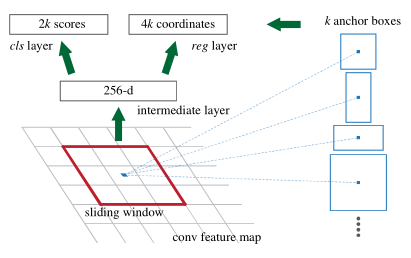 2k scores
4k coordinates
k anchor boxes
cls layer
reg layer
256-d
intermediate layer
sliding window
conv feature map